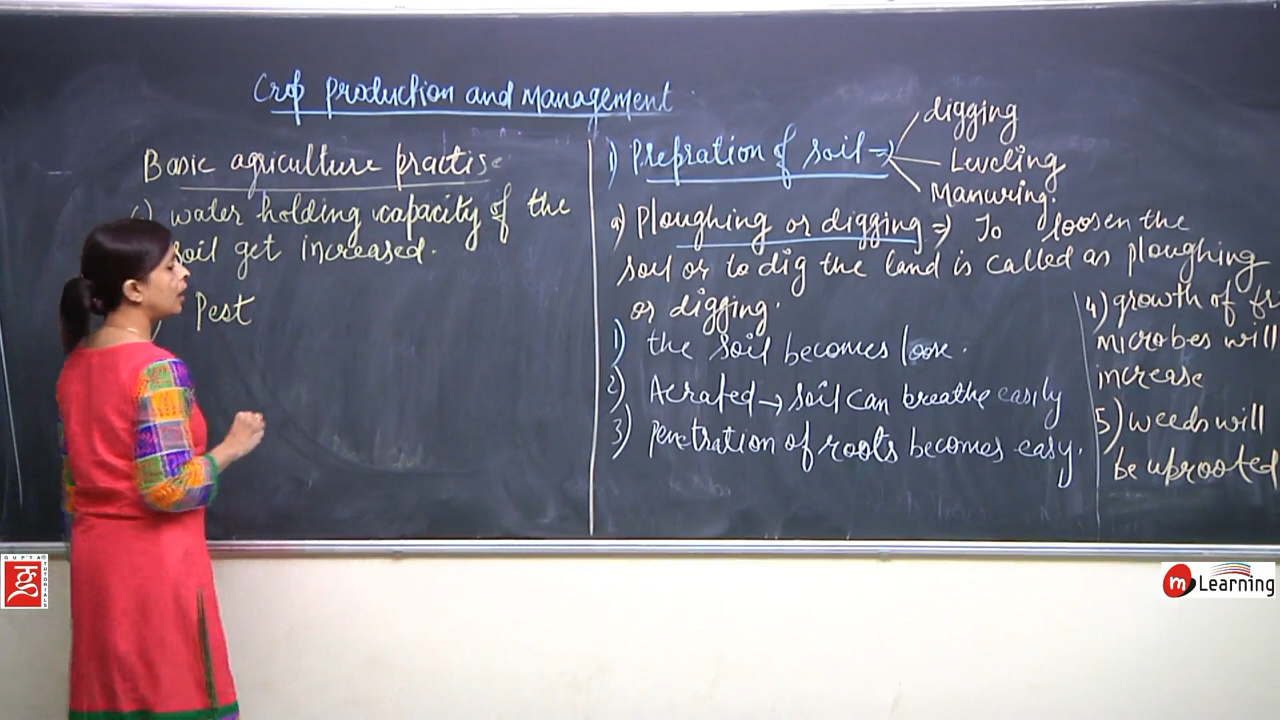 Crop production and management
Basic agriculture practise
water holding capacity of the
soil get increased.
Pest
1) Prepration of soil ⇒
digging
Leveling
Manuring.
a) Ploughing or digging ⇒ To loosen the
soil or to dig the land is called as ploughing
or digging.
1) the soil becomes loose.
2) Aerated → soil can breathe easily
3) penetration of roots becomes easy.
4) growth of fr
microbes will
increase
5) weeds will
be uprooted
GUPTA
TUTORIALS
m Learning